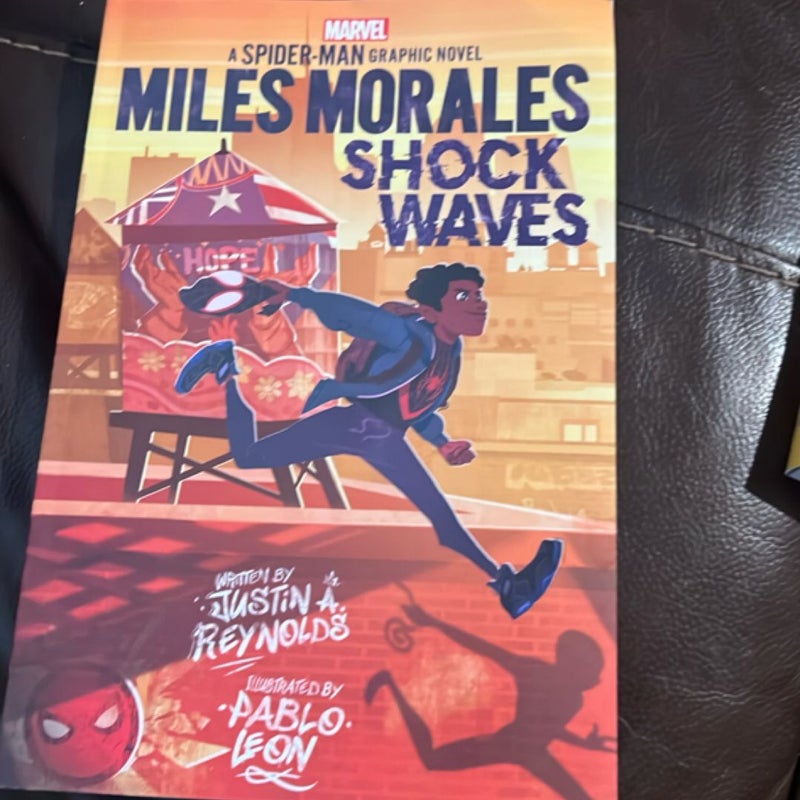 MARVEL
A SPIDER-MAN GRAPHIC NOVEL
MILES MORALES
SHOCK
WAVES
HOPE
WRITTEN BY
JUSTIN A.
REYNOLDS
ILLUSTRATED BY
PABLO
LEON